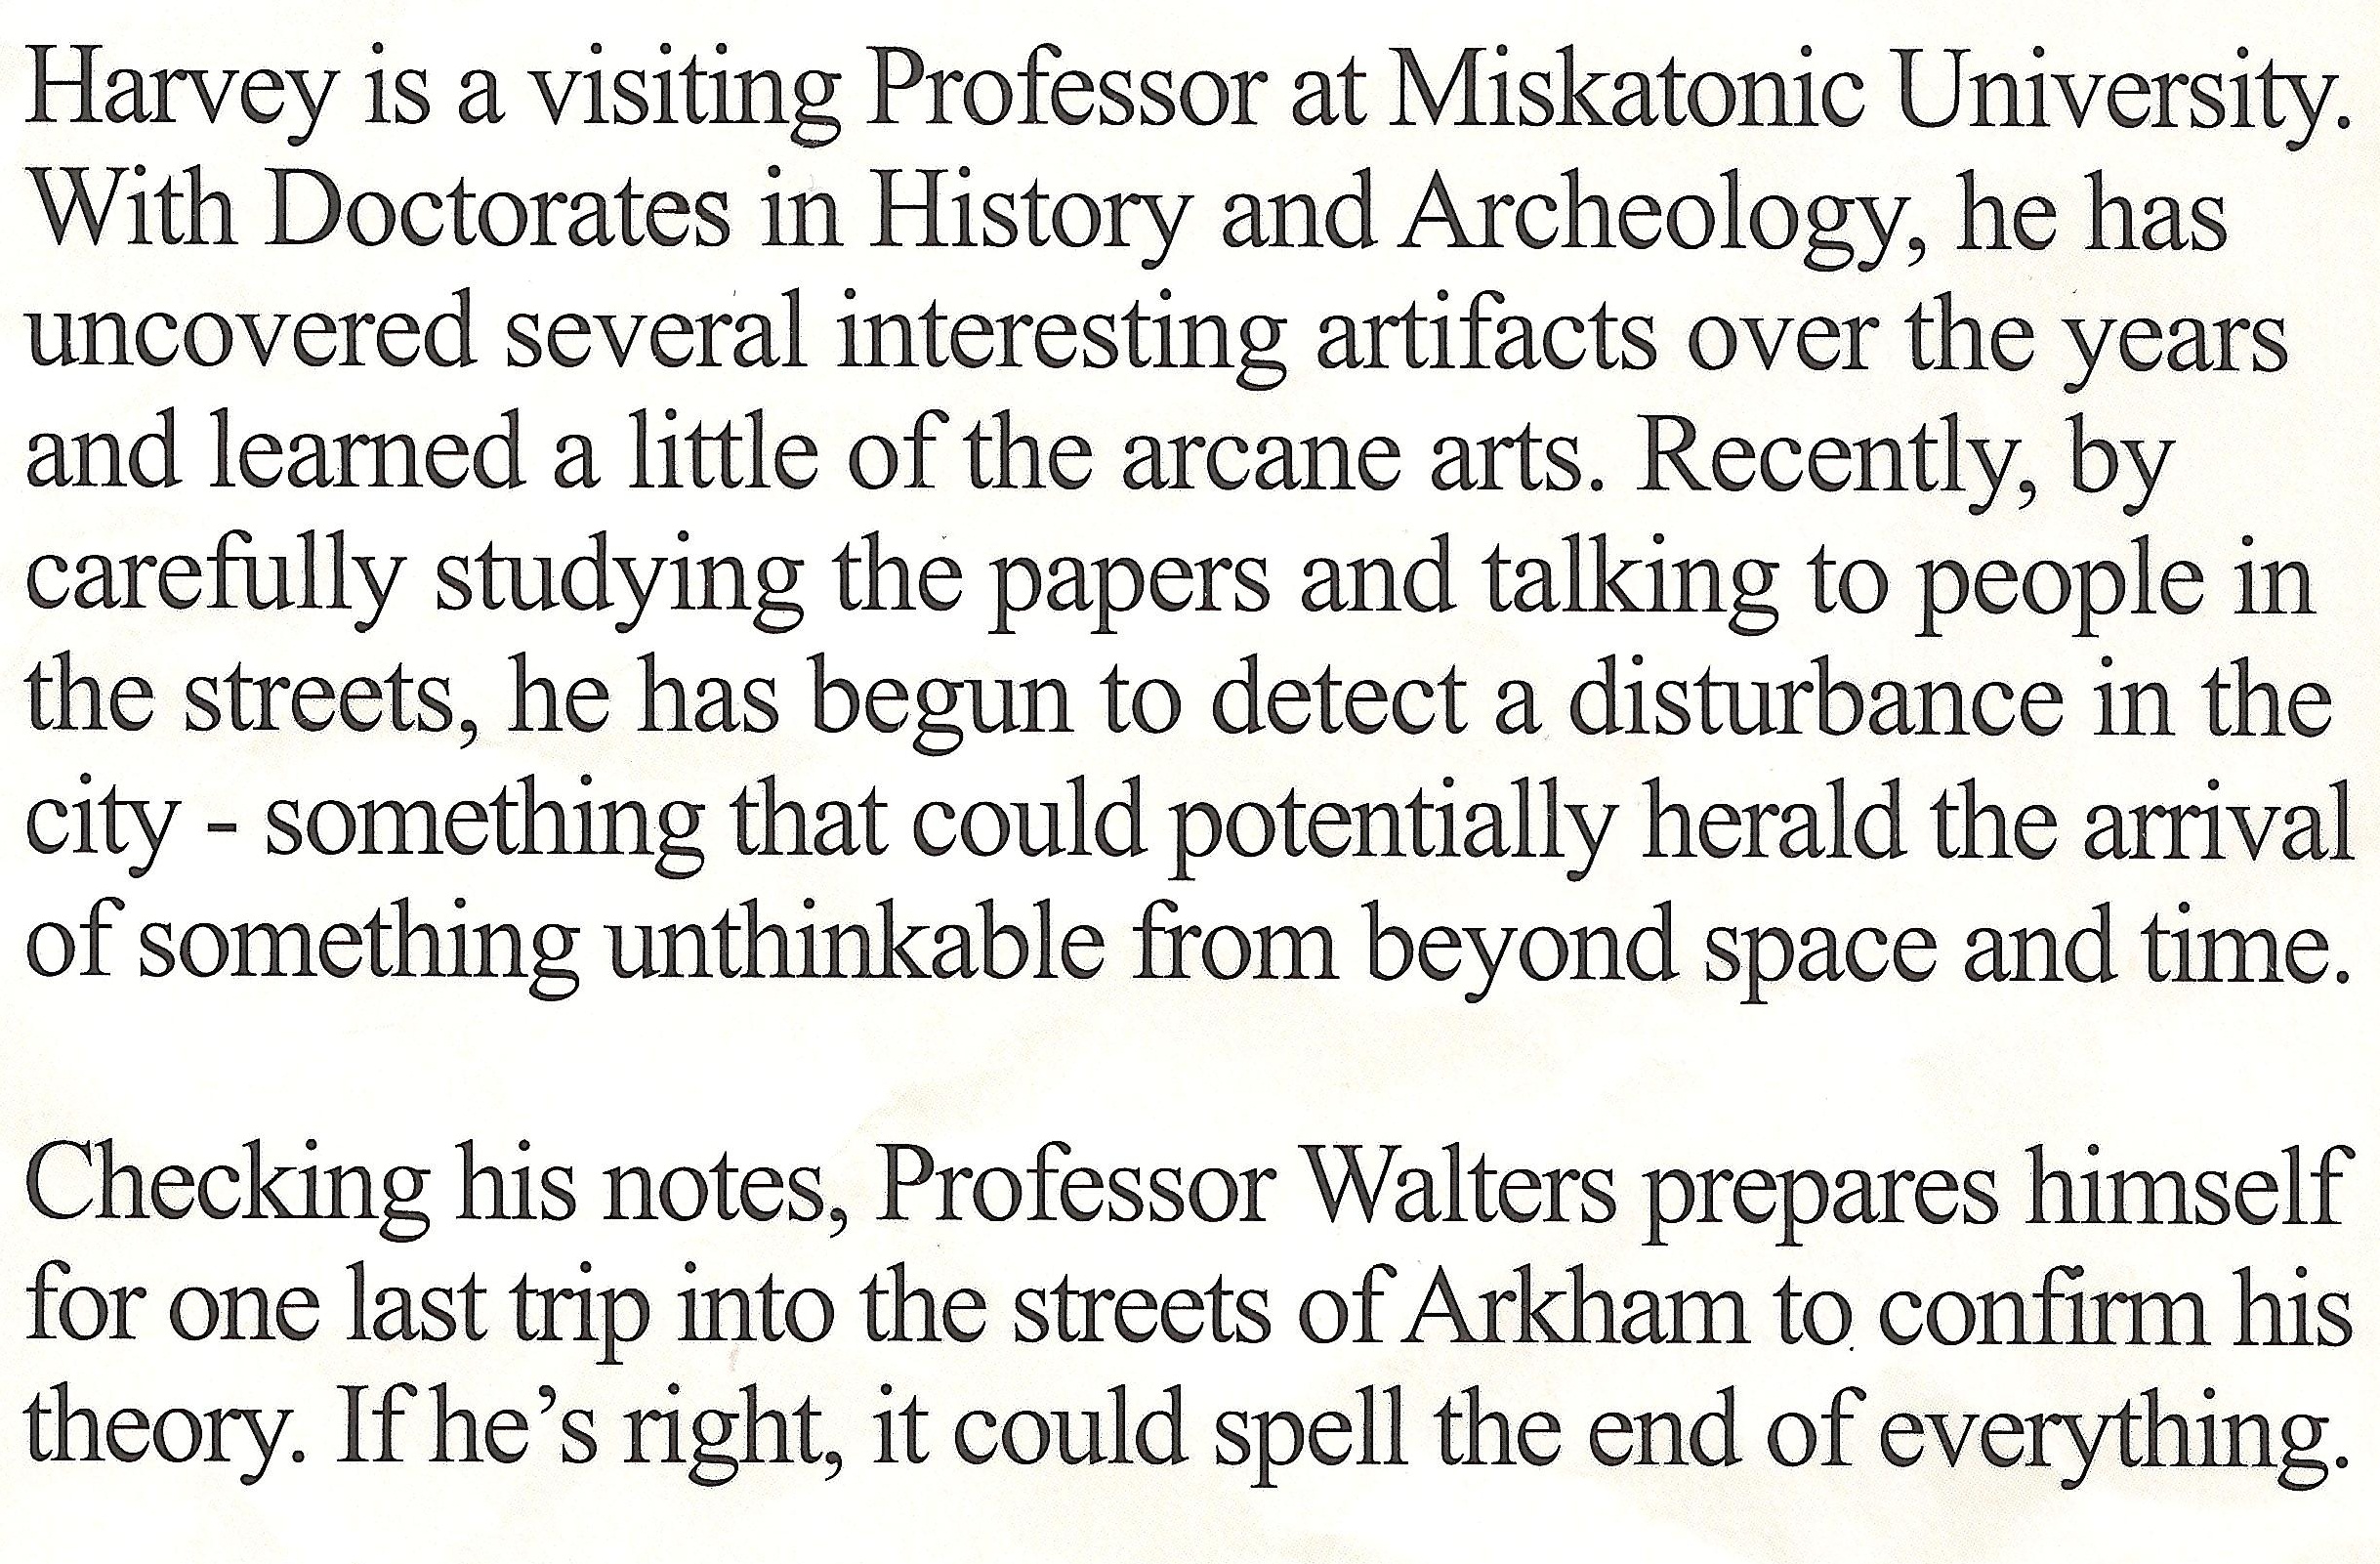 Harvey is a visiting Professor at Miskatonic University.
With Doctorates in History and Archeology, he has
uncovered several interesting artifacts over the years
and learned a little of the arcane arts. Recently, by
carefully studying the papers and talking to people in
the streets, he has begun to detect a disturbance in the
city - something that could potentially herald the arrival
of something unthinkable from beyond space and time.
Checking his notes, Professor Walters prepares himself
for one last trip into the streets of Arkham to confirm his
theory. If he’s right, it could spell the end of everything.